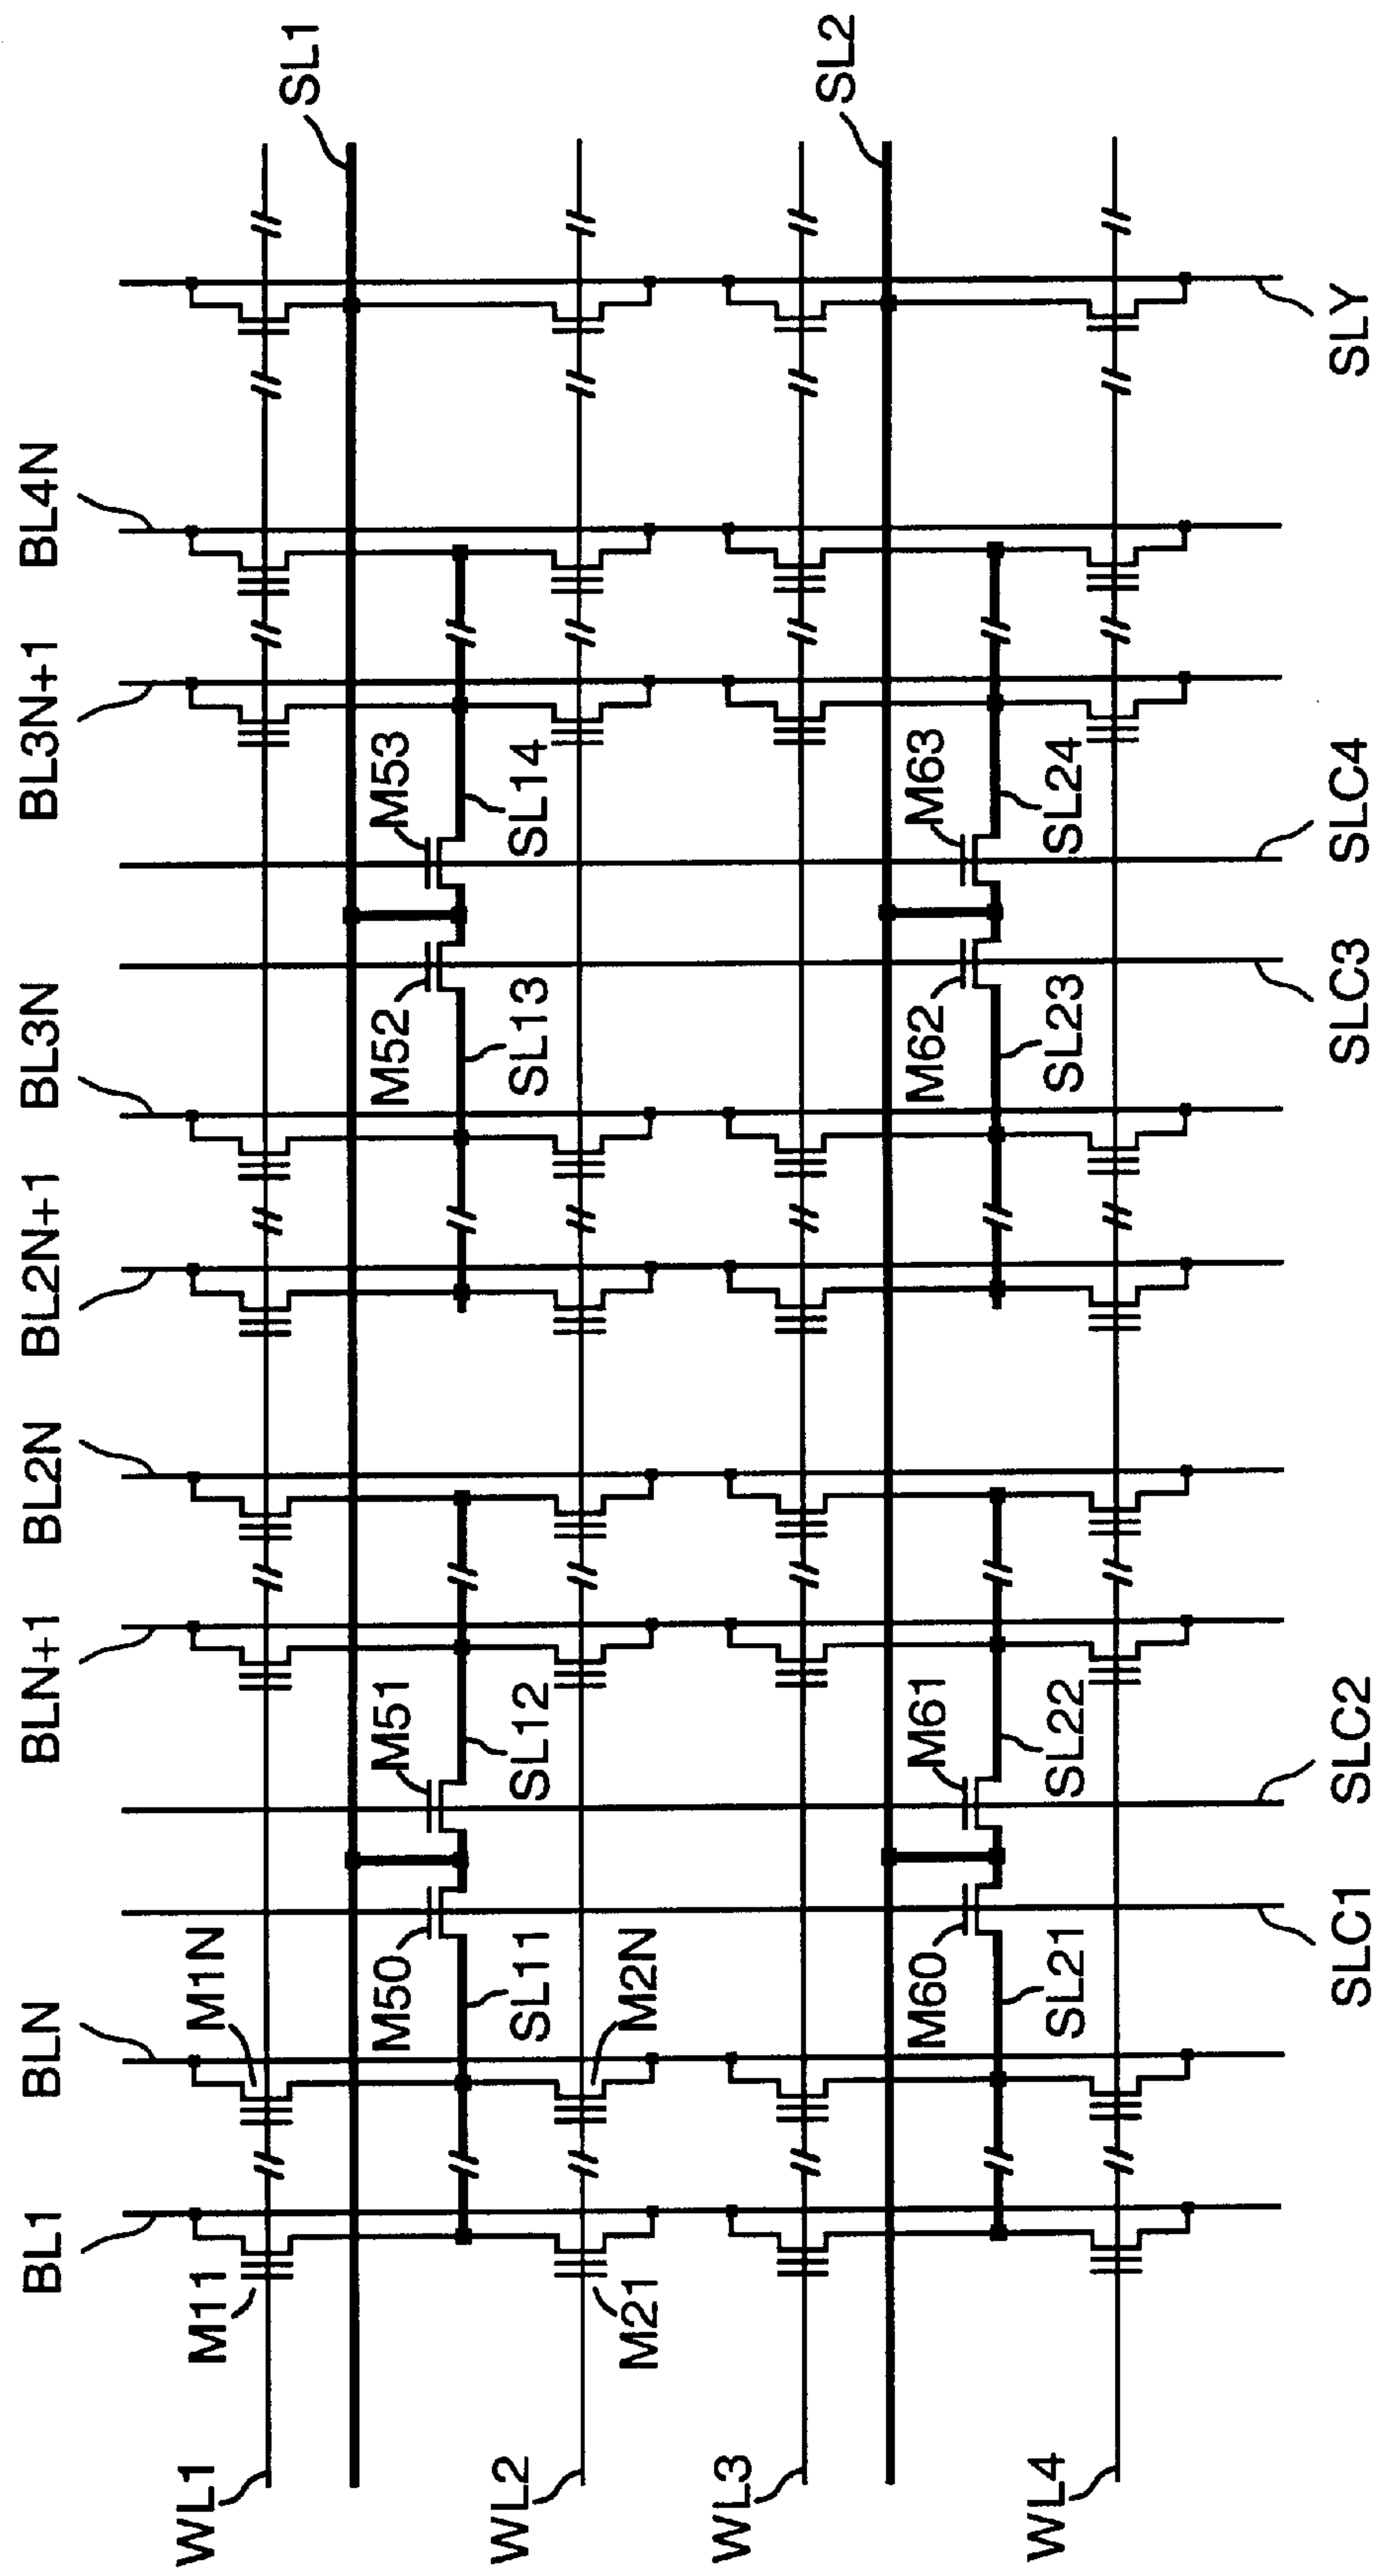 BL1
BLN
BLN+1
BL2N
BL2N+1
BL3N
BL3N+1
BL4N
M11
M1N
WL1
SL1
M50
M51
M52
M53
SL11
SL12
SL13
SL14
WL2
M21
M2N
WL3
SL2
M60
M61
M62
M63
SL21
SL22
SL23
SL24
WL4
SLC1
SLC2
SLC3
SLC4
SLY